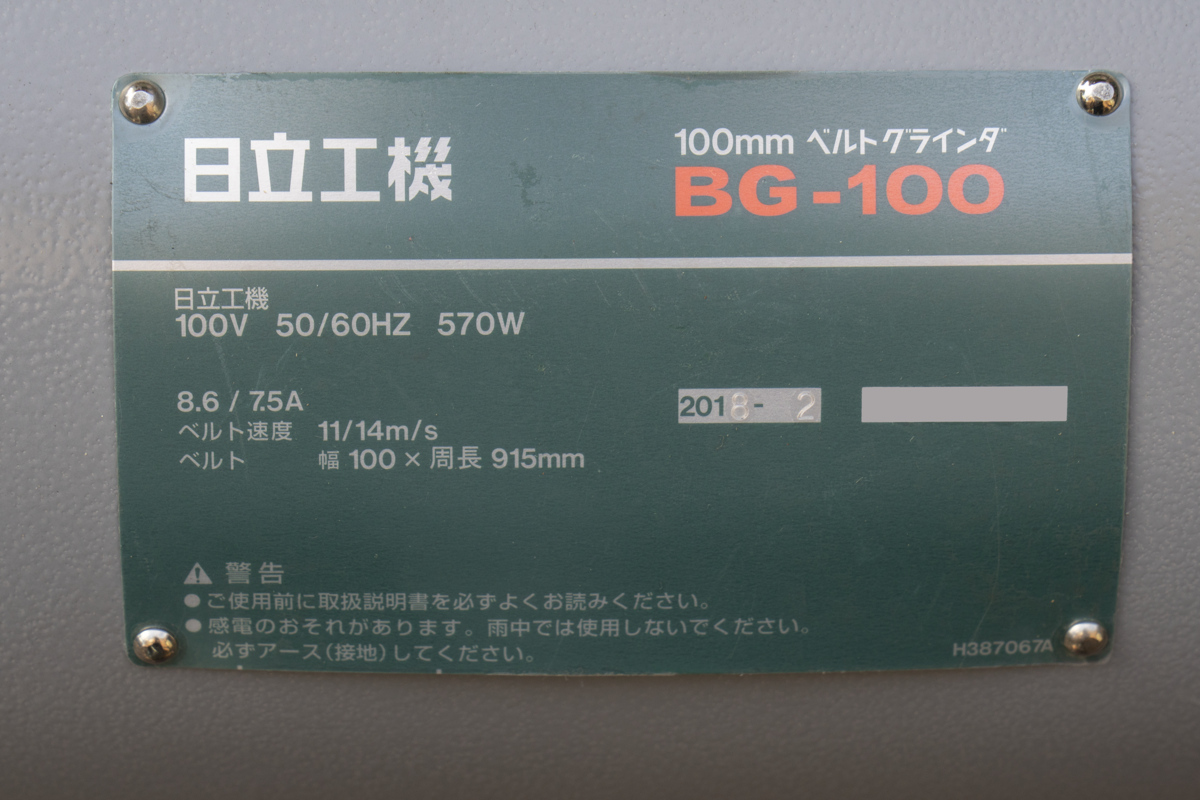 日立工機
100mm ベルトグラインダ
BG-100
日立工機
100V 50/60HZ 570W
8.6 / 7.5A
2018- 2
ベルト速度 11/14m/s
ベルト 幅 100 × 周長 915mm
警告
●ご使用前に取扱説明書を必ずよくお読みください。
●感電のおそれがあります。雨中では使用しないでください。
必ずアース(接地)してください。
H387067A